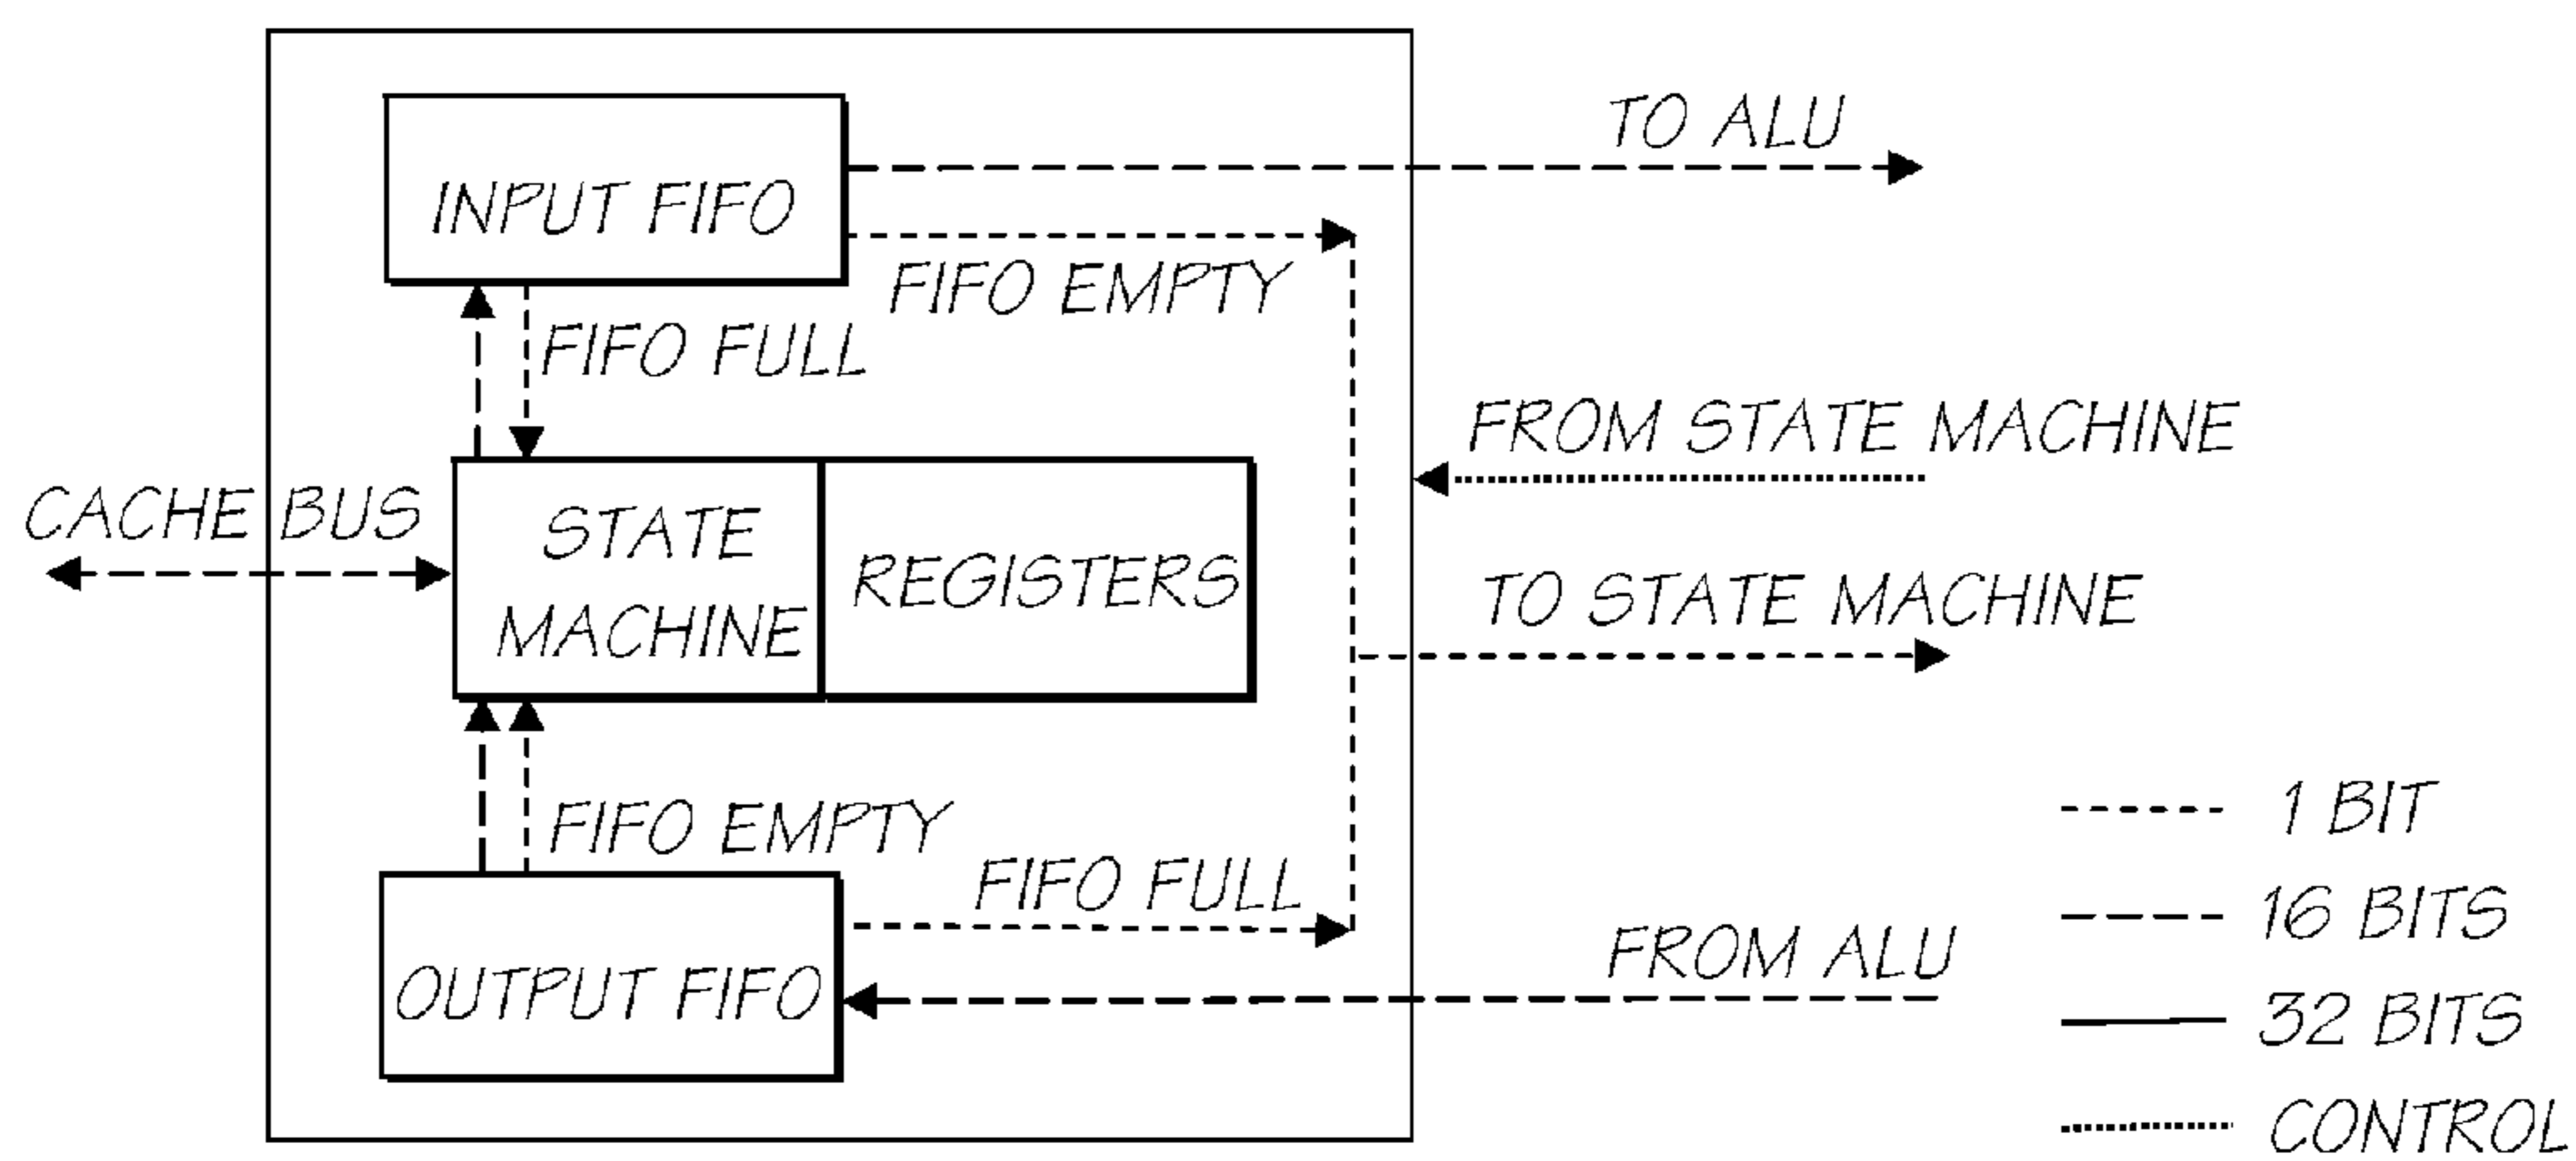 TO ALU
INPUT FIFO
FIFO EMPTY
FIFO FULL
FROM STATE MACHINE
CACHE BUS
STATE
MACHINE
REGISTERS
TO STATE MACHINE
FIFO EMPTY
FIFO FULL
OUTPUT FIFO
FROM ALU
1 BIT
16 BITS
32 BITS
CONTROL